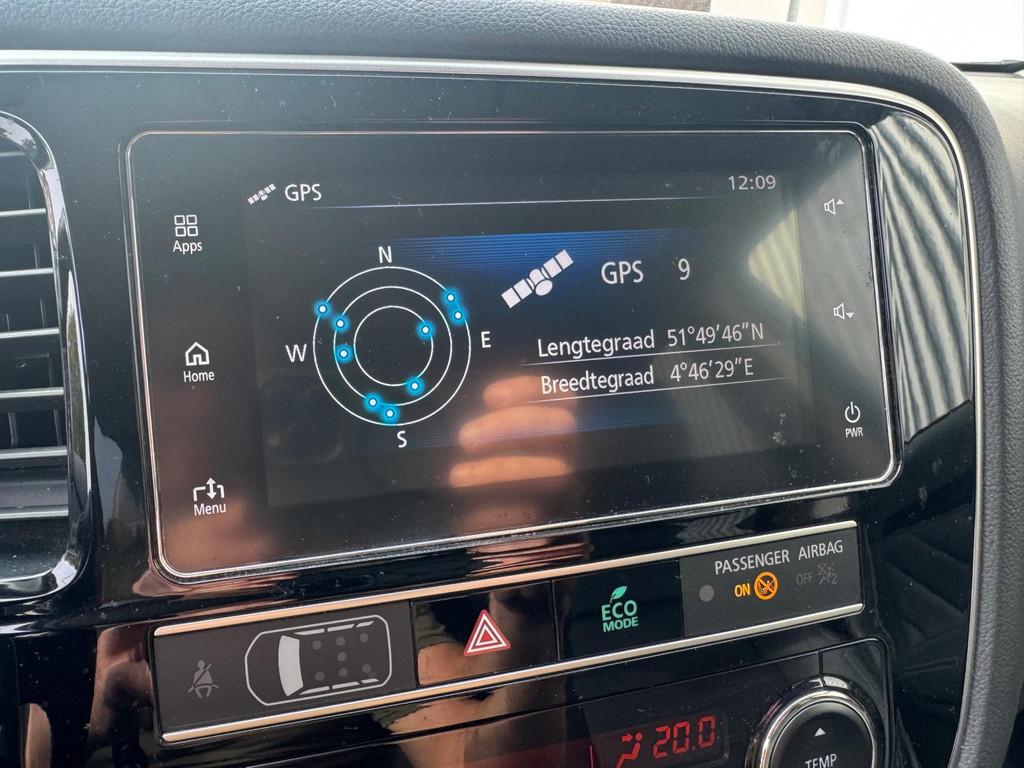 GPS 12:09
Apps
N
GPS 9
W E
Lengtegraad 51°49'46"N
Home
Breedtegraad 4°46'29"E
S
PWR
Menu
PASSENGER AIRBAG
ON OFF
ECO
MODE
20.0
TEMP